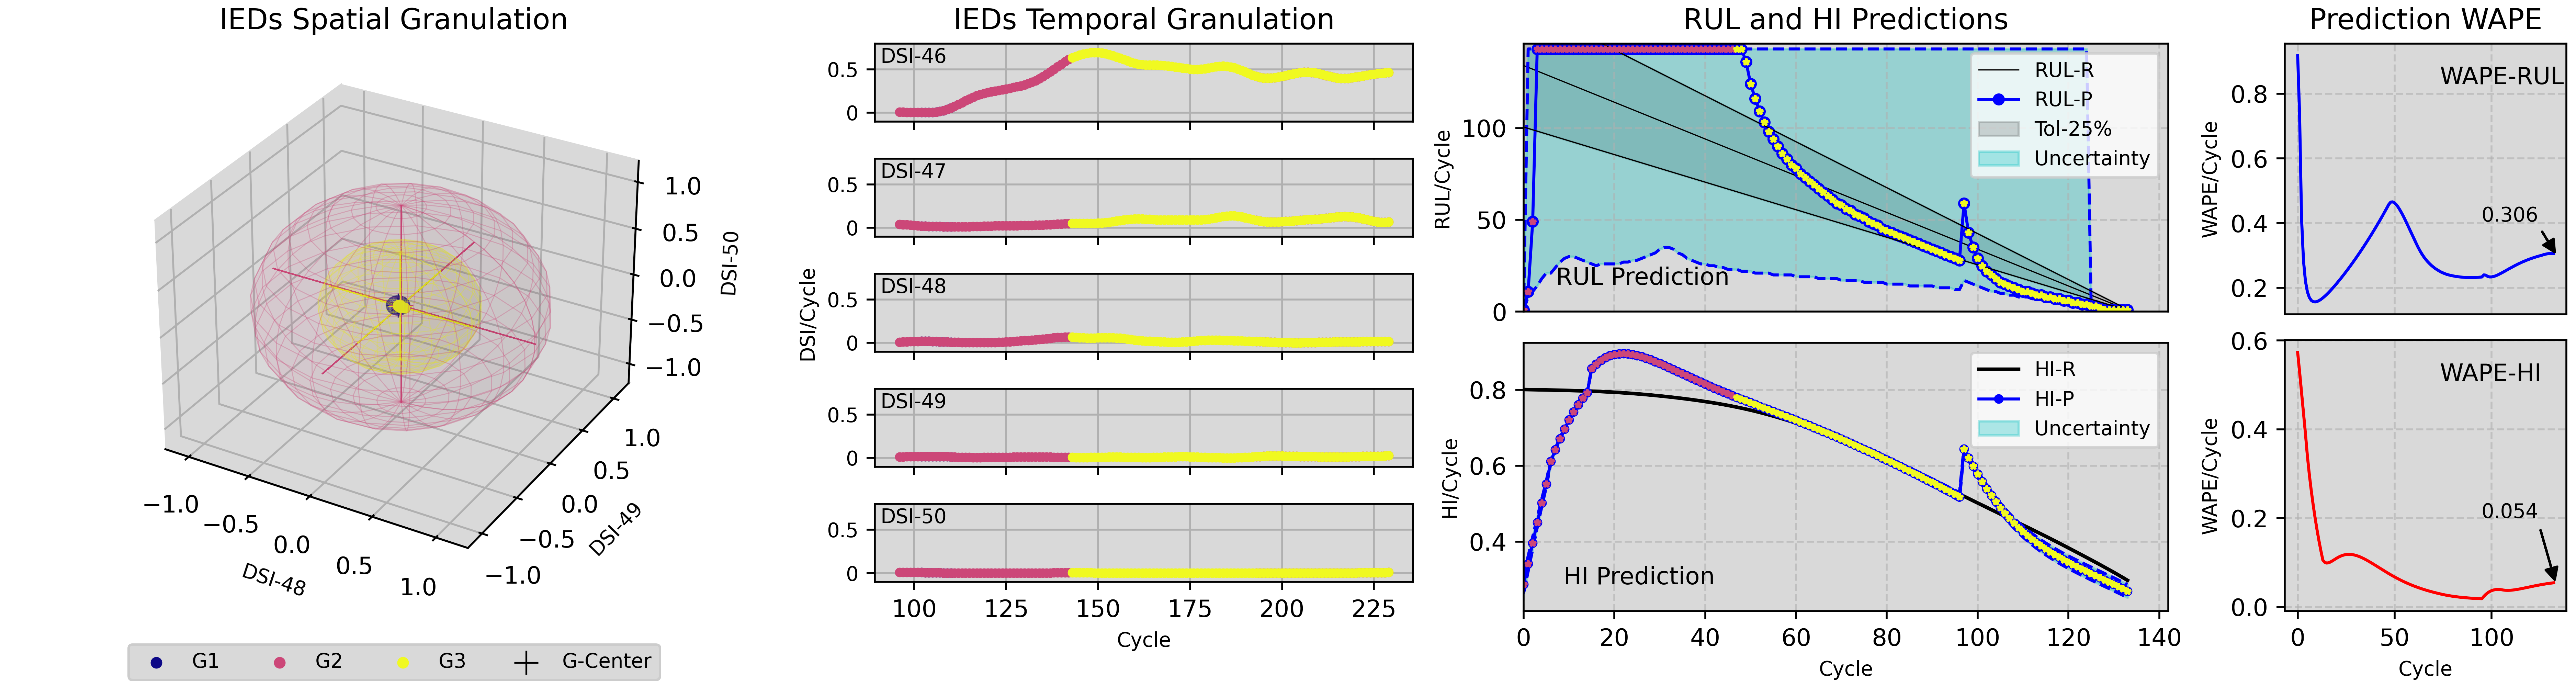 IEDs Spatial Granulation
1.0
0.5
0.0
−0.5
−1.0
DSI-50
−1.0
−0.5
0.0
0.5
1.0
DSI-48
1.0
0.5
0.0
−0.5
−1.0
DSI-49
G1
G2
G3
G-Center
IEDs Temporal Granulation
DSI-46
0.5
0
DSI-47
0.5
0
DSI-48
0.5
0
DSI-49
0.5
0
DSI-50
0.5
0
DSI/Cycle
100
125
150
175
200
225
Cycle
RUL and HI Predictions
100
50
0
RUL/Cycle
RUL-R
RUL-P
Tol-25%
Uncertainty
RUL Prediction
0.8
0.6
0.4
HI/Cycle
HI-R
HI-P
Uncertainty
HI Prediction
0
20
40
60
80
100
120
140
Cycle
Prediction WAPE
WAPE-RUL
0.8
0.6
0.4
0.2
WAPE/Cycle
0.306
WAPE-HI
0.6
0.4
0.2
0.0
WAPE/Cycle
0.054
0
50
100
Cycle